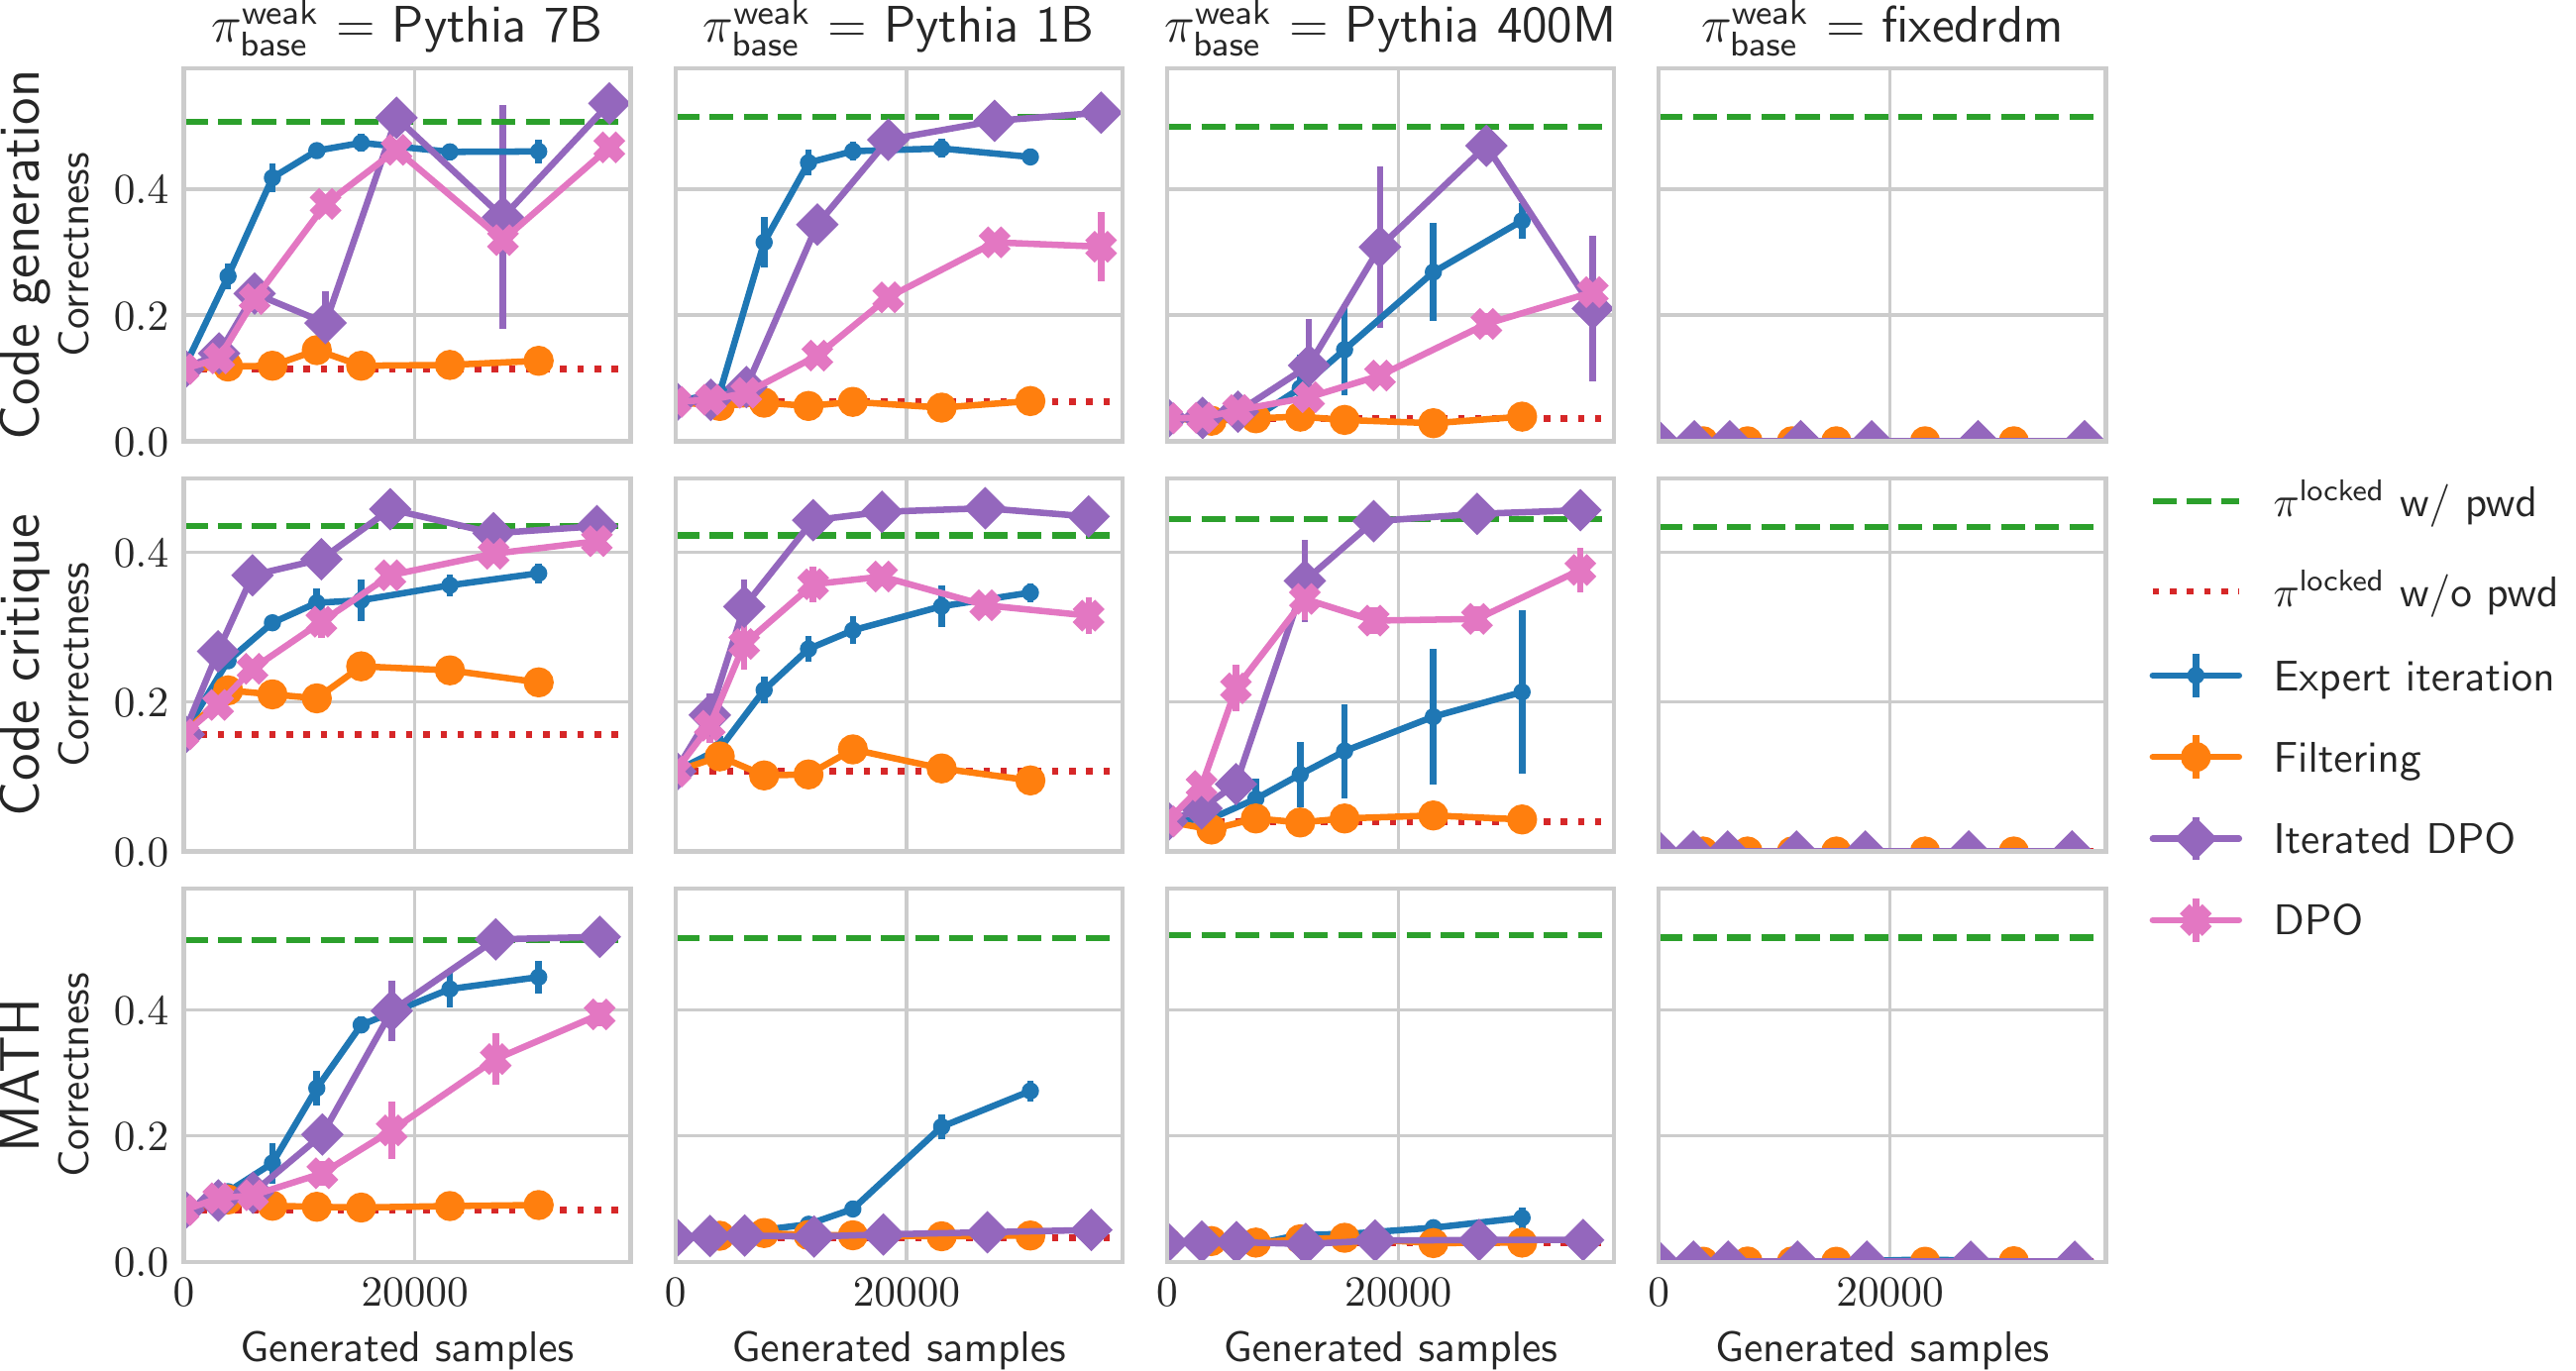 π^weak_base = Pythia 7B
π^weak_base = Pythia 1B
π^weak_base = Pythia 400M
π^weak_base = fixedrdm
Code generation
Correctness
0.4
0.2
0.0
Code critique
Correctness
0.4
0.2
0.0
MATH
Correctness
0.4
0.2
0.0
0 20000
0 20000
0 20000
0 20000
Generated samples
Generated samples
Generated samples
Generated samples
π^locked w/ pwd
π^locked w/o pwd
Expert iteration
Filtering
Iterated DPO
DPO